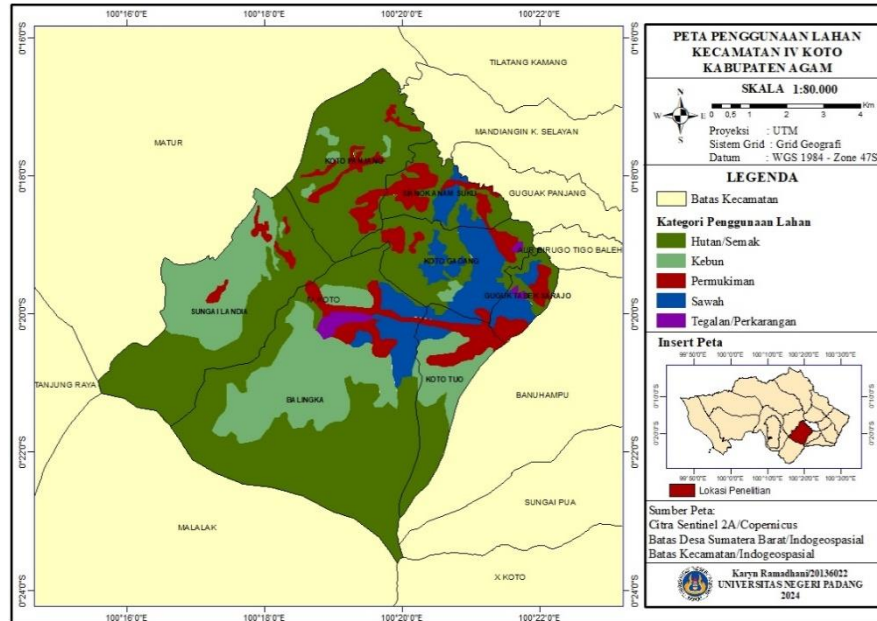 100°16'0"E
100°18'0"E
100°20'0"E
100°22'0"E
0°16'0"S
0°18'0"S
0°20'0"S
0°22'0"S
0°24'0"S
0°16'0"S
0°18'0"S
0°20'0"S
0°22'0"S
0°24'0"S
TILATANG KAMANG
MATUR
MANDIANGIN K. SELAYAN
KOTO PANJANG
GUGUAK PANJANG
AUR BIRUGO TIGO BALEH
KOTO GADANG
IV KOTO
SUNGAI LANDIA
KOTO TUO
TANJUNG RAYA
BALINGKA
BANUHAMPU
SUNGAI PUA
MALALAK
X KOTO
100°16'0"E
100°18'0"E
100°20'0"E
100°22'0"E
PETA PENGGUNAAN LAHAN
KECAMATAN IV KOTO
KABUPATEN AGAM
SKALA 1:80.000
N
W E
S
0 0,5 1 2 3 4 Km
Proyeksi : UTM
Sistem Grid : Grid Geografi
Datum : WGS 1984 - Zone 47S
LEGENDA
Batas Kecamatan
Kategori Penggunaan Lahan
Hutan/Semak
Kebun
Permukiman
Sawah
Tegalan/Perkarangan
Insert Peta
Lokasi Penelitian
Sumber Peta:
Citra Sentinel 2A/Copernicus
Batas Desa Sumatera Barat/Indogeospasial
Batas Kecamatan/Indogeospasial
Karyn Ramadhani/20136022
UNIVERSITAS NEGERI PADANG
2024